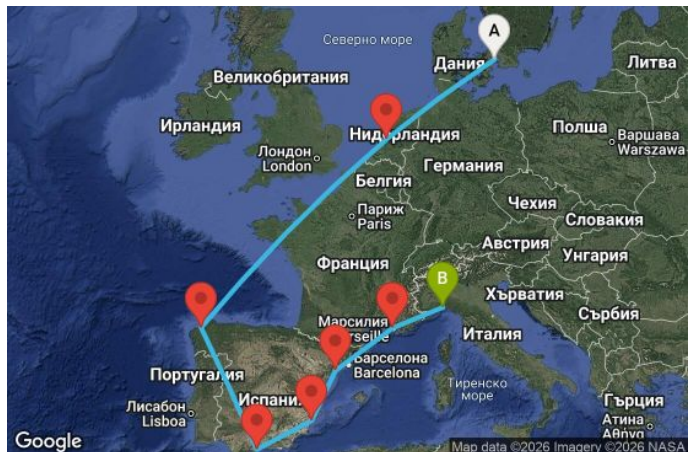 A
Северно море
Дания
Литва
Великобритания
Ирландия
Нидерландия
Полша
Варшава
Warszawa
Лондон
London
Германия
Белгия
Чехия
Париж
Paris
Словакия
Австрия
Унгария
Франция
B
Хърватия
Сърбия
Марсилия
Италия
Барселона
Barcelona
Португалия
Тиренско
море
Испания
Гърция
Лисабон
Lisboa
Атина
Αθήνα
Google
Map data ©2026 Imagery ©2026 NASA